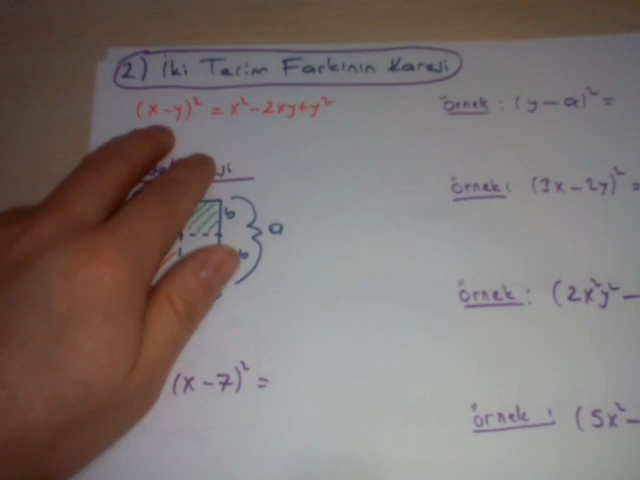 2) İki Terim Farkının Karesi
(x-y)² = x²-2xy+y²
b
a
b
(x-7)² =
örnek : (y-a)² =
örnek : (3x-2y)² =
örnek : (2x²y²-
örnek : (5x²-